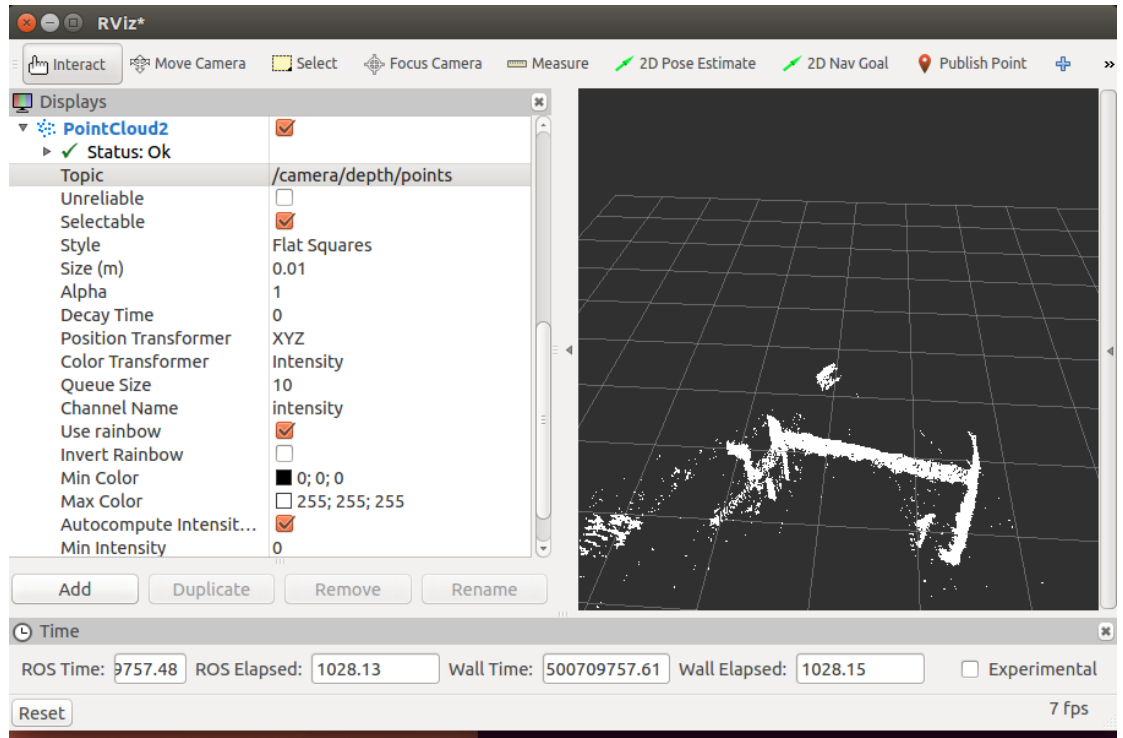 RViz*
Interact Move Camera Select Focus Camera Measure 2D Pose Estimate 2D Nav Goal Publish Point »
Displays
PointCloud2
Status: Ok
Topic /camera/depth/points
Unreliable
Selectable
Style Flat Squares
Size (m) 0.01
Alpha 1
Decay Time 0
Position Transformer XYZ
Color Transformer Intensity
Queue Size 10
Channel Name intensity
Use rainbow
Invert Rainbow
Min Color 0; 0; 0
Max Color 255; 255; 255
Autocompute Intensit...
Min Intensity 0
Add Duplicate Remove Rename
Time
ROS Time: 9757.48 ROS Elapsed: 1028.13 Wall Time: 500709757.61 Wall Elapsed: 1028.15 Experimental
Reset 7 fps